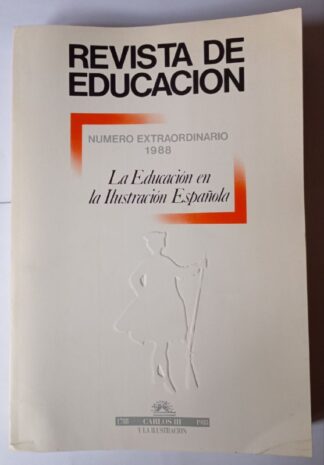 REVISTA DE
EDUCACION
NUMERO EXTRAORDINARIO
1988
La Educación en
la Ilustración Española
1788 CARLOS III 1988
Y LA ILUSTRACION